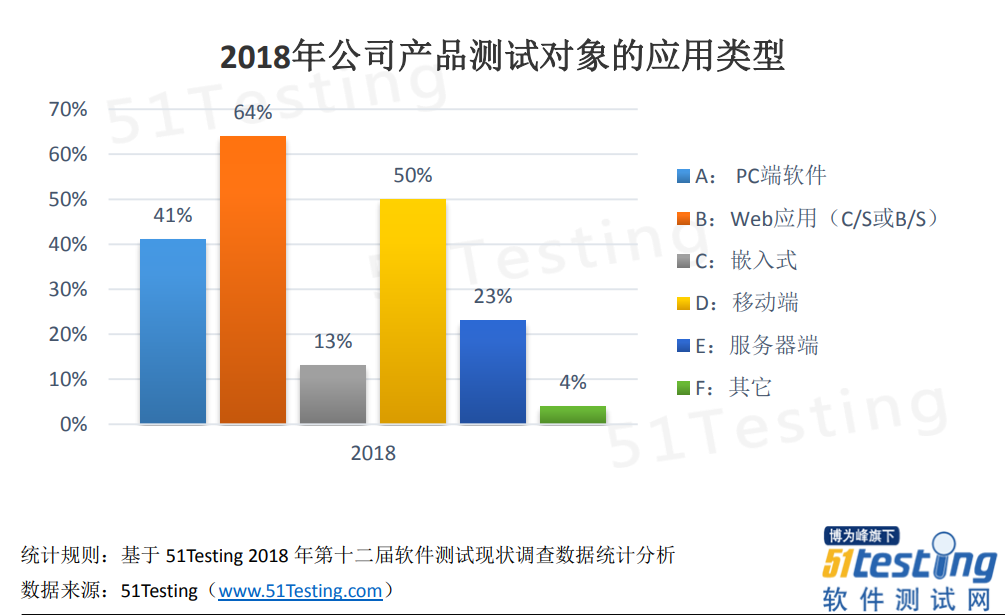 2018年公司产品测试对象的应用类型
51Testing
70%
60%
50%
40%
30%
20%
10%
0%
41%
64%
13%
50%
23%
4%
2018
51Testing
A： PC端软件
B：Web应用（C/S或B/S）
C：嵌入式
D：移动端
E：服务器端
F：其它
51Testing
统计规则：基于 51Testing 2018 年第十二届软件测试现状调查数据统计分析
数据来源：51Testing（www.51Testing.com）
博为峰旗下
51testing
软件测试网